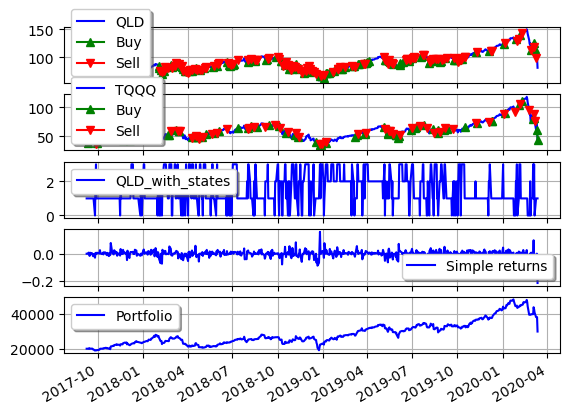 QLD
Buy
Sell
150
100
TQQQ
Buy
Sell
100
50
QLD_with_states
2
0
Simple returns
0.0
−0.2
Portfolio
40000
20000
2017-10
2018-01
2018-04
2018-07
2018-10
2019-01
2019-04
2019-07
2019-10
2020-01
2020-04